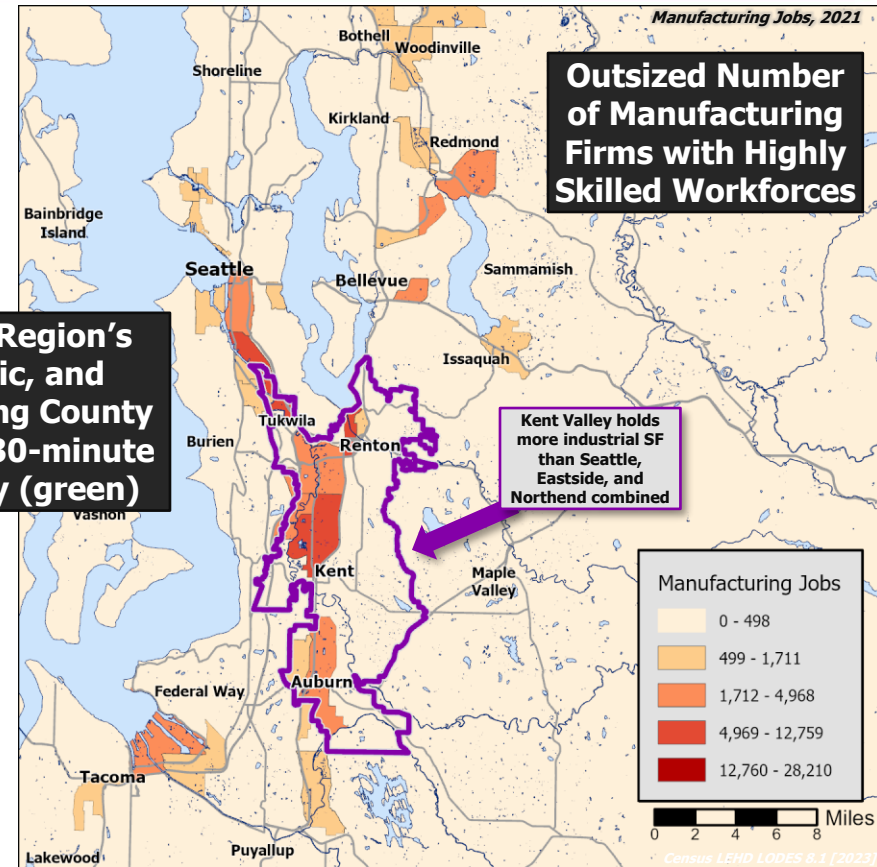 Manufacturing Jobs, 2021
Outsized Number
of Manufacturing
Firms with Highly
Skilled Workforces
Bothell
Woodinville
Shoreline
Kirkland
Redmond
Bainbridge
Island
Seattle
Bellevue
Sammamish
Issaquah
Region's
ic, and
ng County
30-minute
y (green)
Tukwila
Burien
Renton
Kent Valley holds
more industrial SF
than Seattle,
Eastside, and
Northend combined
Vashon
Kent
Maple
Valley
Auburn
Federal Way
Tacoma
Puyallup
Lakewood
Manufacturing Jobs
0 - 498
499 - 1,711
1,712 - 4,968
4,969 - 12,759
12,760 - 28,210
Miles
0 2 4 6 8
Census LEHD LODES 8.1 [2023]